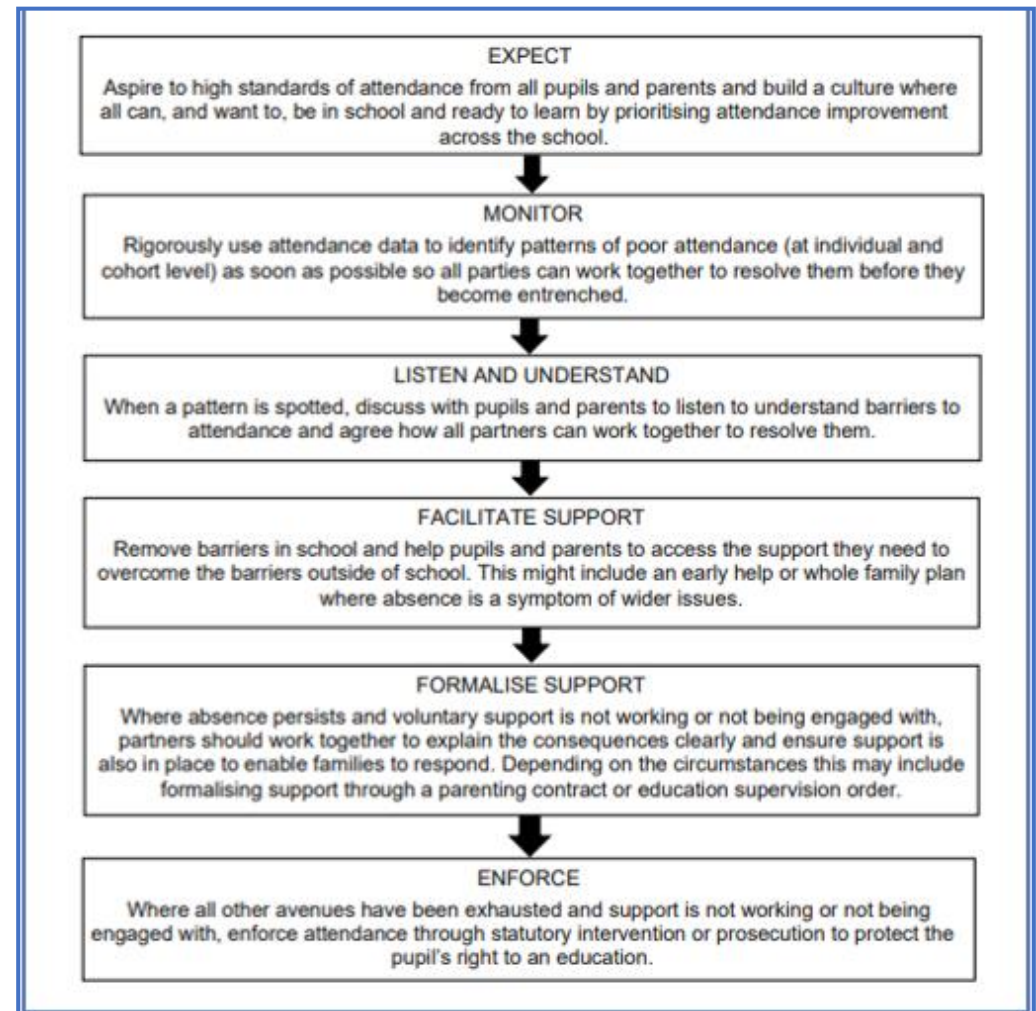 EXPECT
Aspire to high standards of attendance from all pupils and parents and build a culture where
all can, and want to, be in school and ready to learn by prioritising attendance improvement
across the school.
MONITOR
Rigorously use attendance data to identify patterns of poor attendance (at individual and
cohort level) as soon as possible so all parties can work together to resolve them before they
become entrenched.
LISTEN AND UNDERSTAND
When a pattern is spotted, discuss with pupils and parents to listen to understand barriers to
attendance and agree how all partners can work together to resolve them.
FACILITATE SUPPORT
Remove barriers in school and help pupils and parents to access the support they need to
overcome the barriers outside of school. This might include an early help or whole family plan
where absence is a symptom of wider issues.
FORMALISE SUPPORT
Where absence persists and voluntary support is not working or not being engaged with,
partners should work together to explain the consequences clearly and ensure support is
also in place to enable families to respond. Depending on the circumstances this may include
formalising support through a parenting contract or education supervision order.
ENFORCE
Where all other avenues have been exhausted and support is not working or not being
engaged with, enforce attendance through statutory intervention or prosecution to protect the
pupil's right to an education.